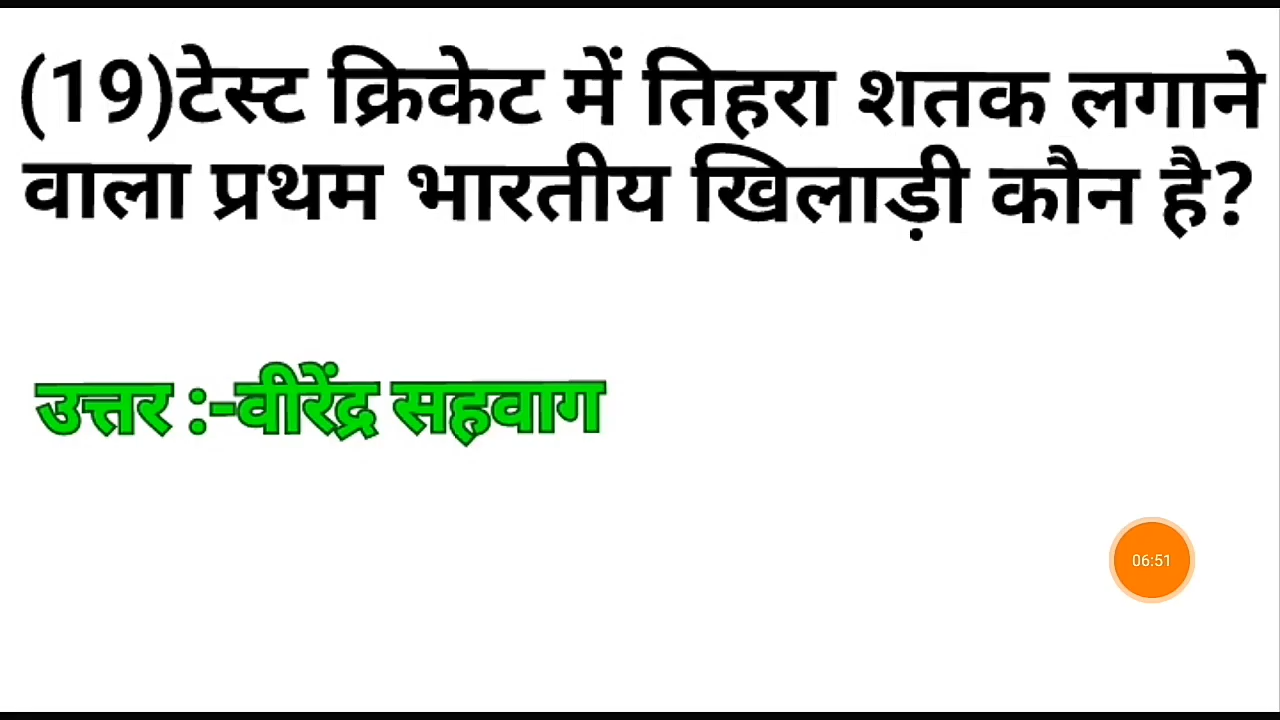 (19)टेस्ट क्रिकेट में तिहरा शतक लगाने
वाला प्रथम भारतीय खिलाड़ी कौन है?
उत्तर :-वीरेंद्र सहवाग
06:51